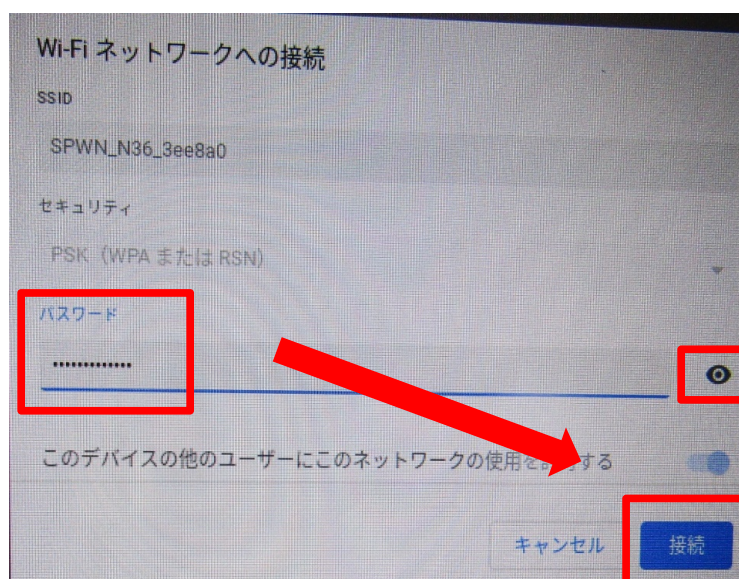 Wi-Fi ネットワークへの接続
SSID
SPWN_N36_3ee8a0
セキュリティ
PSK（WPA または RSN）
パスワード
•••••••••••••
このデバイスの他のユーザーにこのネットワークの使用を する
キャンセル
接続